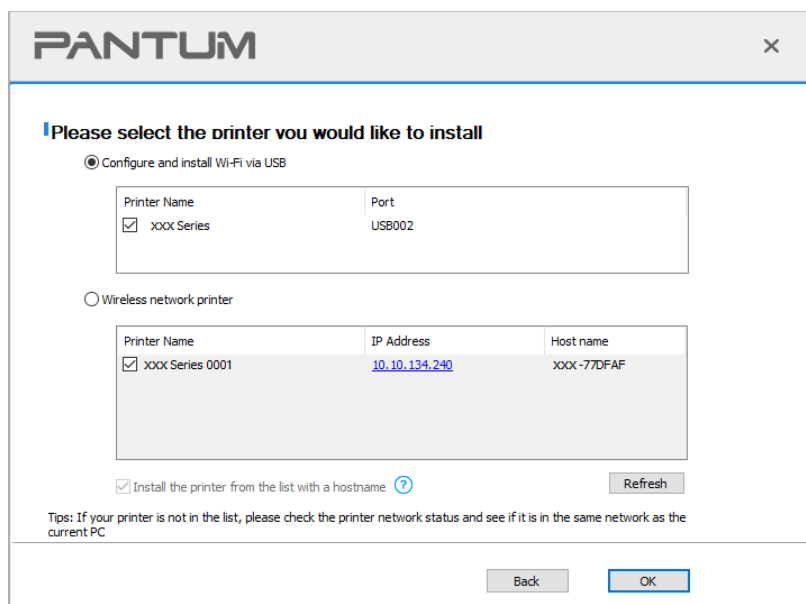 PANTUM
Please select the printer you would like to install
Configure and install Wi-Fi via USB
Printer Name Port
XXX Series USB002
Wireless network printer
Printer Name IP Address Host name
XXX Series 0001 10.10.134.240 XXX-77DFAF
Install the printer from the list with a hostname ?
Refresh
Tips: If your printer is not in the list, please check the printer network status and see if it is in the same network as the
current PC
Back OK